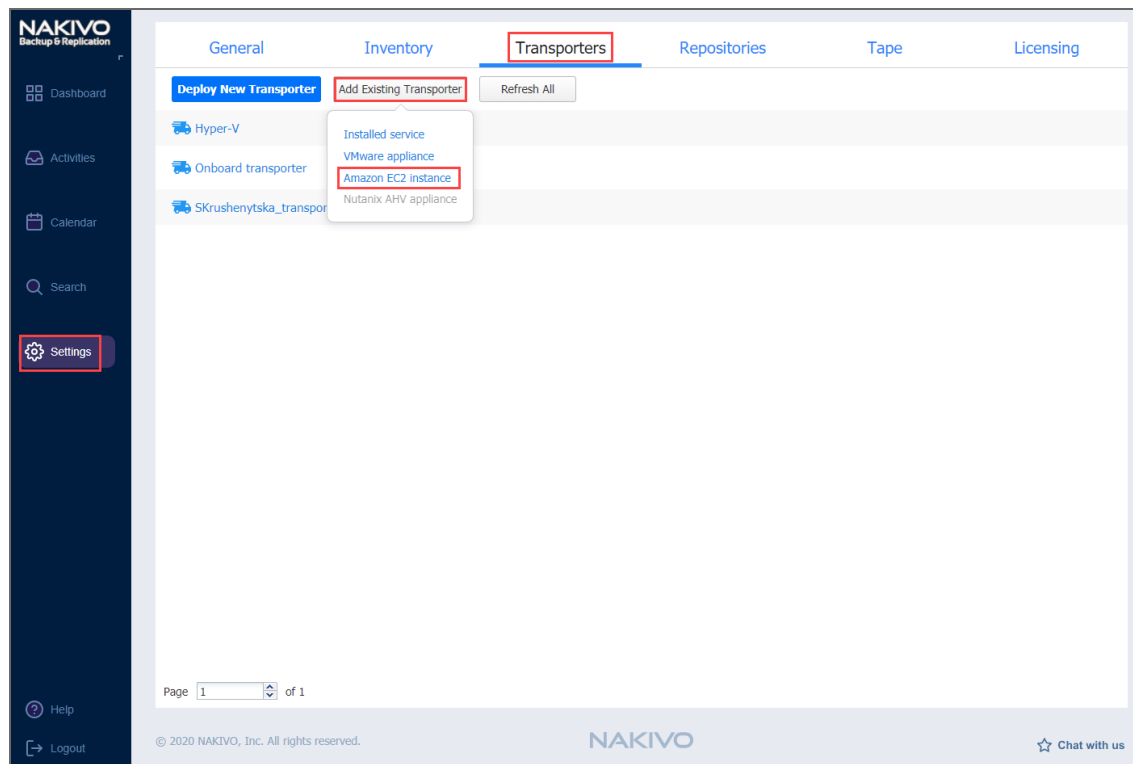 NAKIVO
Backup & Replication
Dashboard
Activities
Calendar
Search
Settings
Help
Logout
General Inventory Transporters Repositories Tape Licensing
Deploy New Transporter Add Existing Transporter Refresh All
Hyper-V
Onboard transporter
SKrushenytska_transpor
Installed service
VMware appliance
Amazon EC2 instance
Nutanix AHV appliance
Page 1 of 1
© 2020 NAKIVO, Inc. All rights reserved. NAKIVO Chat with us